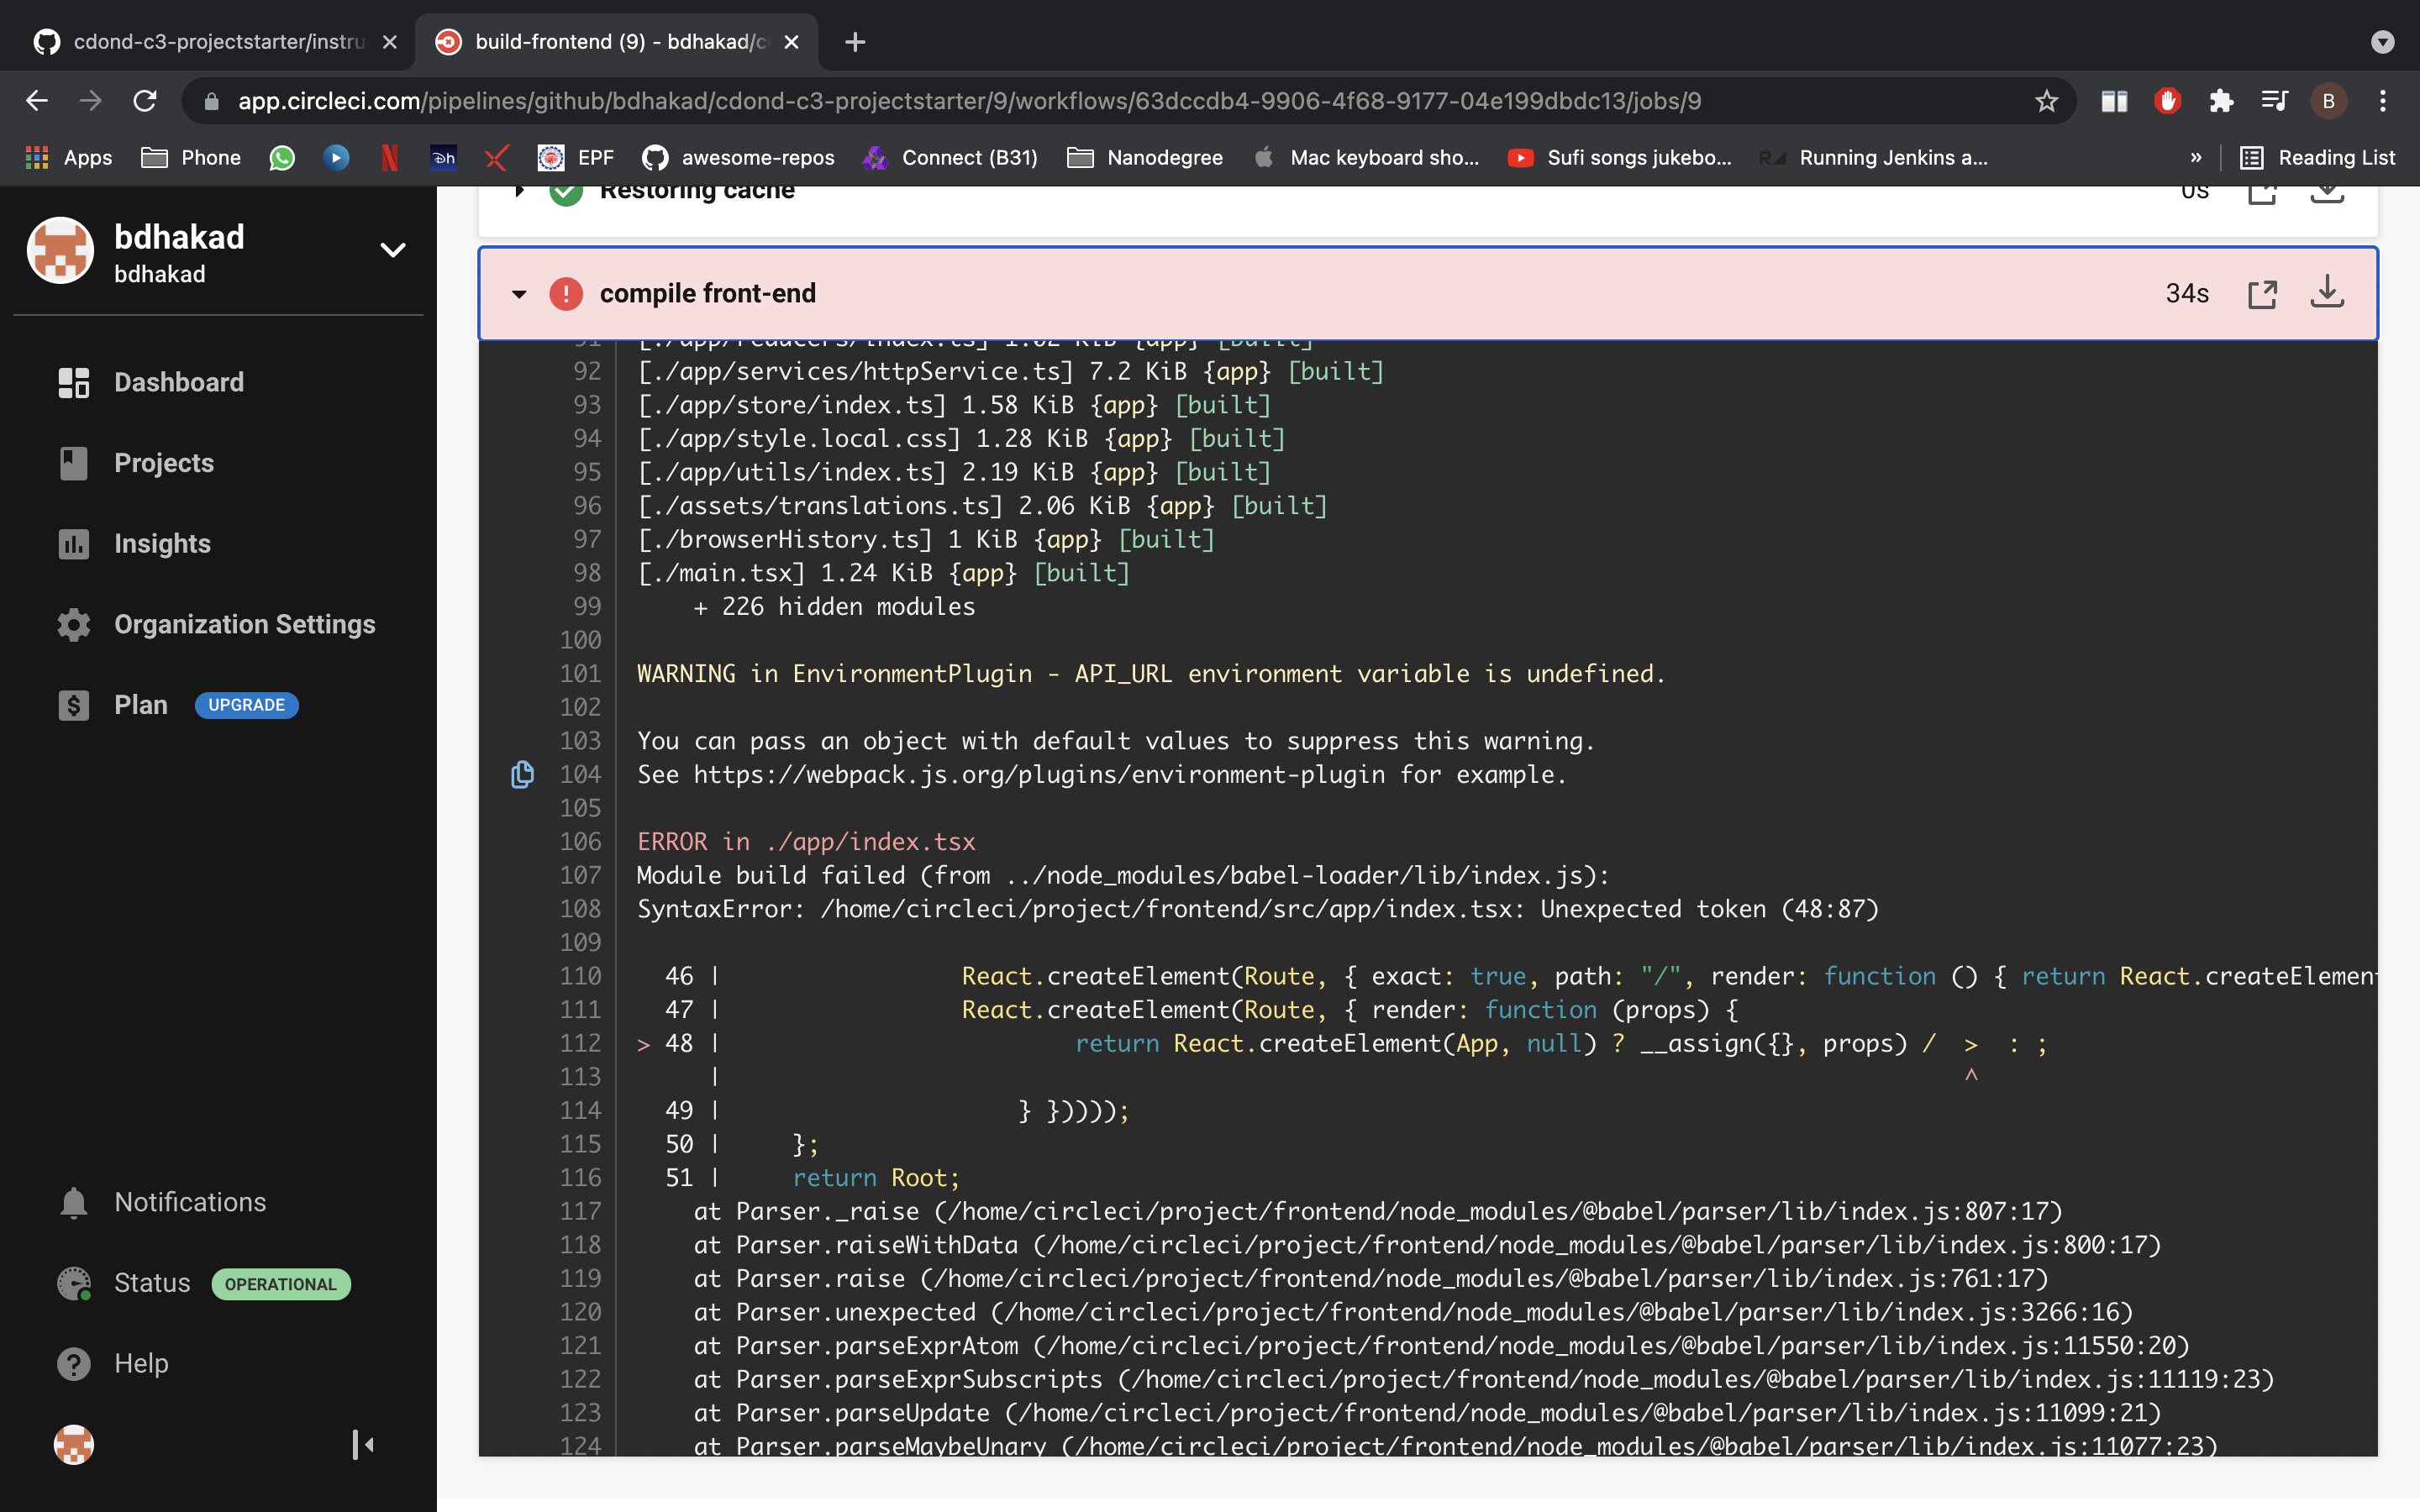 cdond-c3-projectstarter/instru
build-frontend (9) - bdhakad/c
app.circleci.com/pipelines/github/bdhakad/cdond-c3-projectstarter/9/workflows/63dccdb4-9906-4f68-9177-04e199dbdc13/jobs/9
B
Apps
Phone
EPF
awesome-repos
Connect (B31)
Nanodegree
Mac keyboard sho...
Sufi songs jukebo...
Running Jenkins a...
»
Reading List
bdhakad
bdhakad
Dashboard
Projects
Insights
Organization Settings
Plan UPGRADE
Notifications
Status OPERATIONAL
Help
Restoring cache 0s
compile front-end 34s
91 [./app/reducers/index.ts] 1.02 KiB {app} [built]
92 [./app/services/httpService.ts] 7.2 KiB {app} [built]
93 [./app/store/index.ts] 1.58 KiB {app} [built]
94 [./app/style.local.css] 1.28 KiB {app} [built]
95 [./app/utils/index.ts] 2.19 KiB {app} [built]
96 [./assets/translations.ts] 2.06 KiB {app} [built]
97 [./browserHistory.ts] 1 KiB {app} [built]
98 [./main.tsx] 1.24 KiB {app} [built]
99 + 226 hidden modules
100
101 WARNING in EnvironmentPlugin - API_URL environment variable is undefined.
102
103 You can pass an object with default values to suppress this warning.
104 See https://webpack.js.org/plugins/environment-plugin for example.
105
106 ERROR in ./app/index.tsx
107 Module build failed (from ../node_modules/babel-loader/lib/index.js):
108 SyntaxError: /home/circleci/project/frontend/src/app/index.tsx: Unexpected token (48:87)
109
110 46 | React.createElement(Route, { exact: true, path: "/", render: function () { return React.createElemen
111 47 | React.createElement(Route, { render: function (props) {
112 > 48 | return React.createElement(App, null) ? __assign({}, props) / > : ;
113 | ^
114 49 | } }))));
115 50 | };
116 51 | return Root;
117 at Parser._raise (/home/circleci/project/frontend/node_modules/@babel/parser/lib/index.js:807:17)
118 at Parser.raiseWithData (/home/circleci/project/frontend/node_modules/@babel/parser/lib/index.js:800:17)
119 at Parser.raise (/home/circleci/project/frontend/node_modules/@babel/parser/lib/index.js:761:17)
120 at Parser.unexpected (/home/circleci/project/frontend/node_modules/@babel/parser/lib/index.js:3266:16)
121 at Parser.parseExprAtom (/home/circleci/project/frontend/node_modules/@babel/parser/lib/index.js:11550:20)
122 at Parser.parseExprSubscripts (/home/circleci/project/frontend/node_modules/@babel/parser/lib/index.js:11119:23)
123 at Parser.parseUpdate (/home/circleci/project/frontend/node_modules/@babel/parser/lib/index.js:11099:21)
124 at Parser.parseMaybeUnary (/home/circleci/project/frontend/node_modules/@babel/parser/lib/index.js:11077:23)